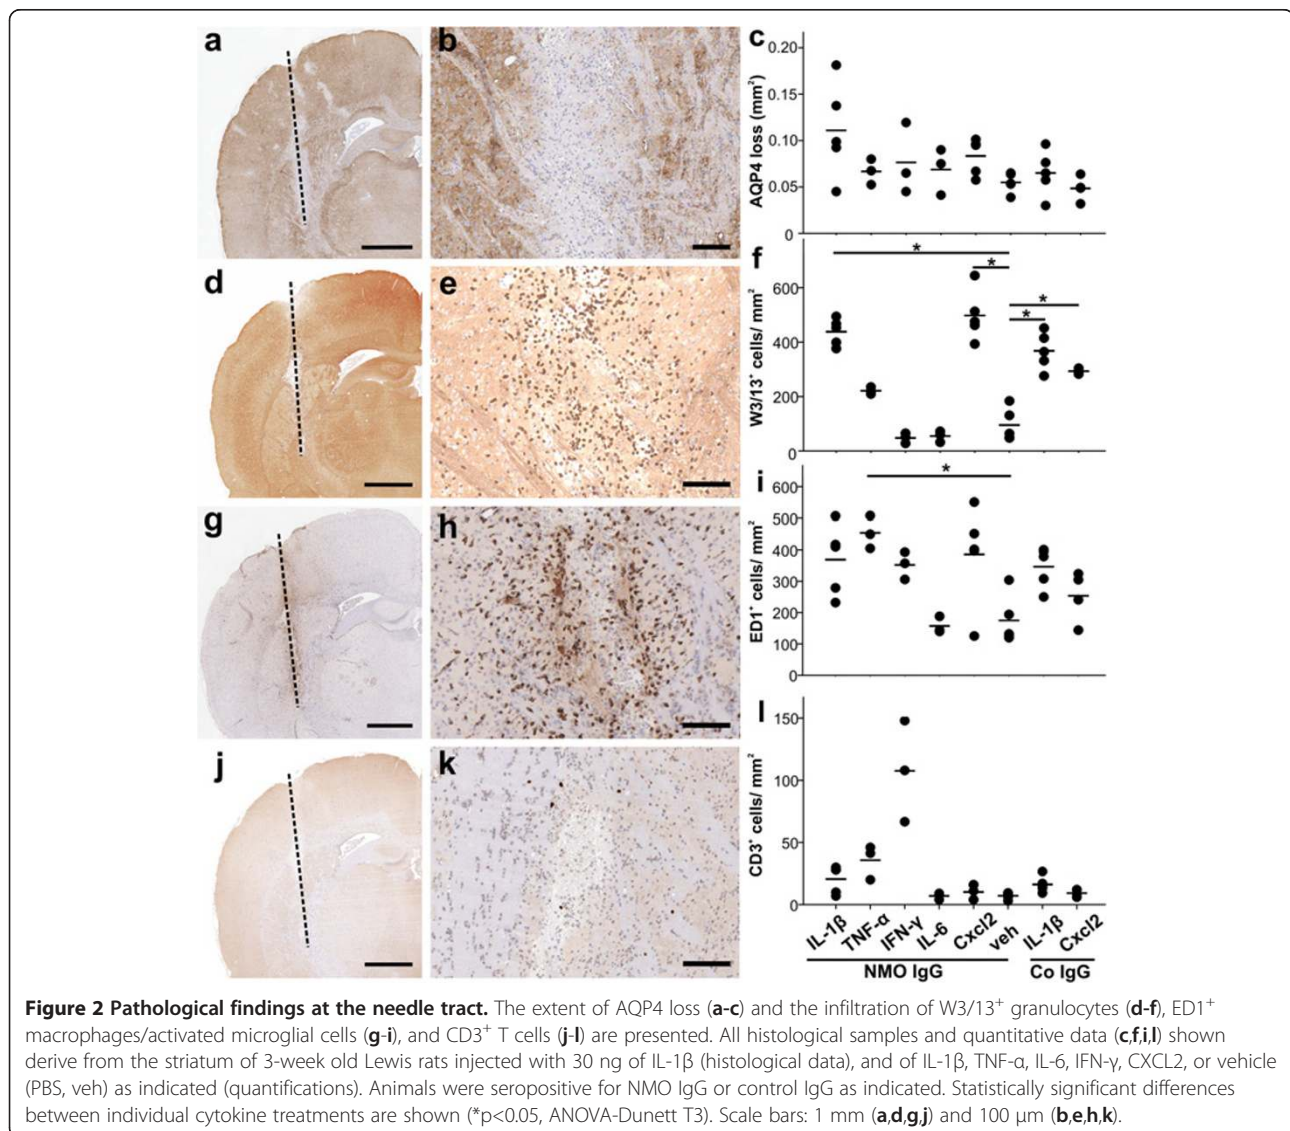 a
b
c
0.20
0.15
0.10
0.05
0
AQP4 loss (mm²)
d
e
f
600
400
200
0
W3/13⁺ cells/ mm²
*
*
*
*
g
h
i
600
500
400
300
200
100
0
ED1⁺ cells/ mm²
*
j
k
l
150
100
50
0
CD3⁺ cells/ mm²
IL-1β TNF-α IFN-γ IL-6 Cxcl2 veh IL-1β Cxcl2
NMO IgG Co IgG
Figure 2 Pathological findings at the needle tract. The extent of AQP4 loss (a-c) and the infiltration of W3/13⁺ granulocytes (d-f), ED1⁺
macrophages/activated microglial cells (g-i), and CD3⁺ T cells (j-l) are presented. All histological samples and quantitative data (c,f,i,l) shown
derive from the striatum of 3-week old Lewis rats injected with 30 ng of IL-1β (histological data), and of IL-1β, TNF-α, IL-6, IFN-γ, CXCL2, or vehicle
(PBS, veh) as indicated (quantifications). Animals were seropositive for NMO IgG or control IgG as indicated. Statistically significant differences
between individual cytokine treatments are shown (*p<0.05, ANOVA-Dunett T3). Scale bars: 1 mm (a,d,g,j) and 100 μm (b,e,h,k).